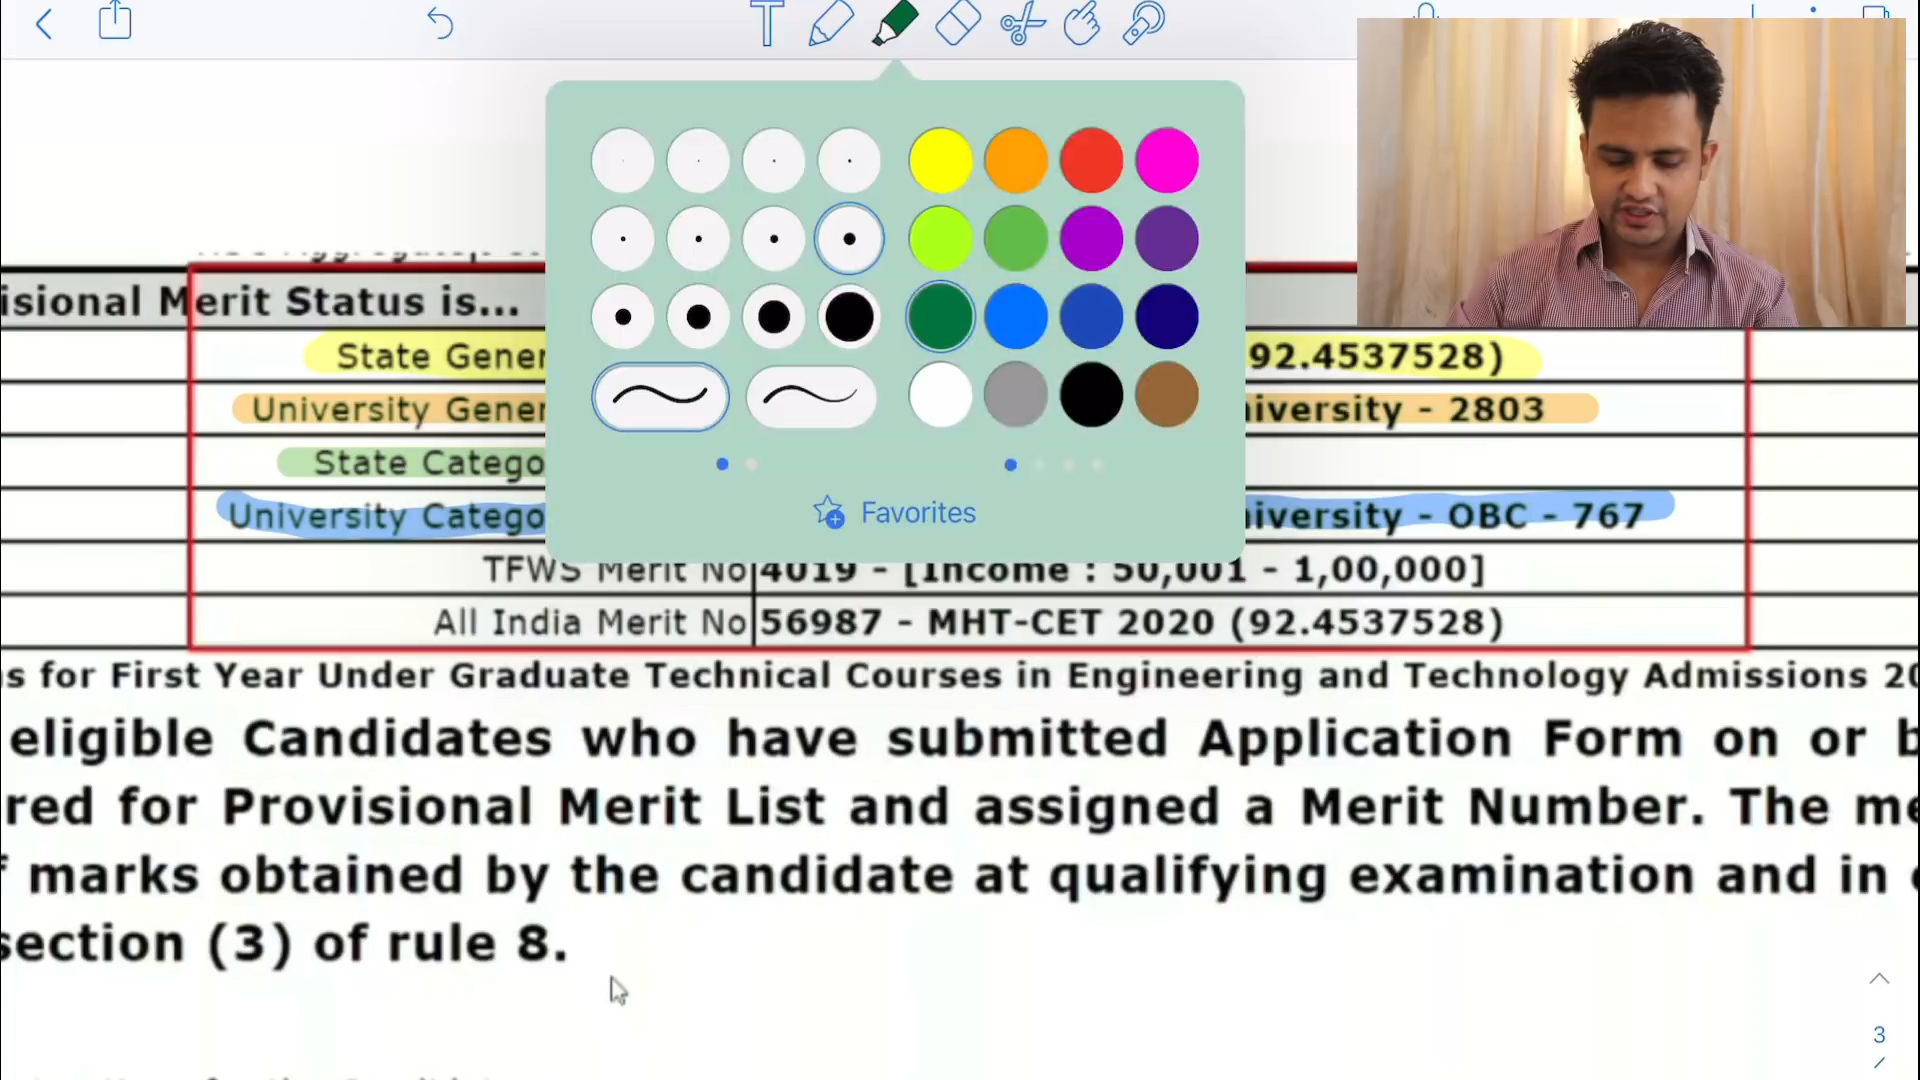 isional Merit Status is...
State Gener 92.4537528)
University Gener iversity - 2803
State Catego
University Catego iversity - OBC - 767
TFWS Merit No 4019 - [Income : 50,001 - 1,00,000]
All India Merit No 56987 - MHT-CET 2020 (92.4537528)
s for First Year Under Graduate Technical Courses in Engineering and Technology Admissions 20
eligible Candidates who have submitted Application Form on or b
red for Provisional Merit List and assigned a Merit Number. The me
f marks obtained by the candidate at qualifying examination and in
section (3) of rule 8.
Favorites
3